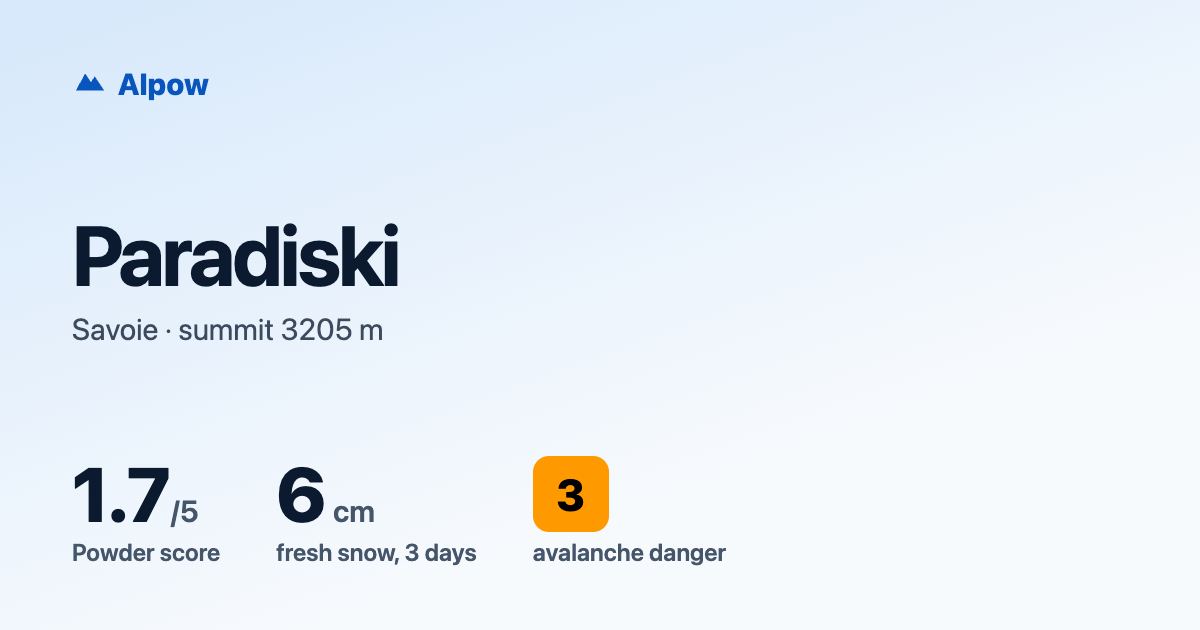 Alpow
Paradiski
Savoie · summit 3205 m
1.7/5
Powder score
6 cm
fresh snow, 3 days
3
avalanche danger